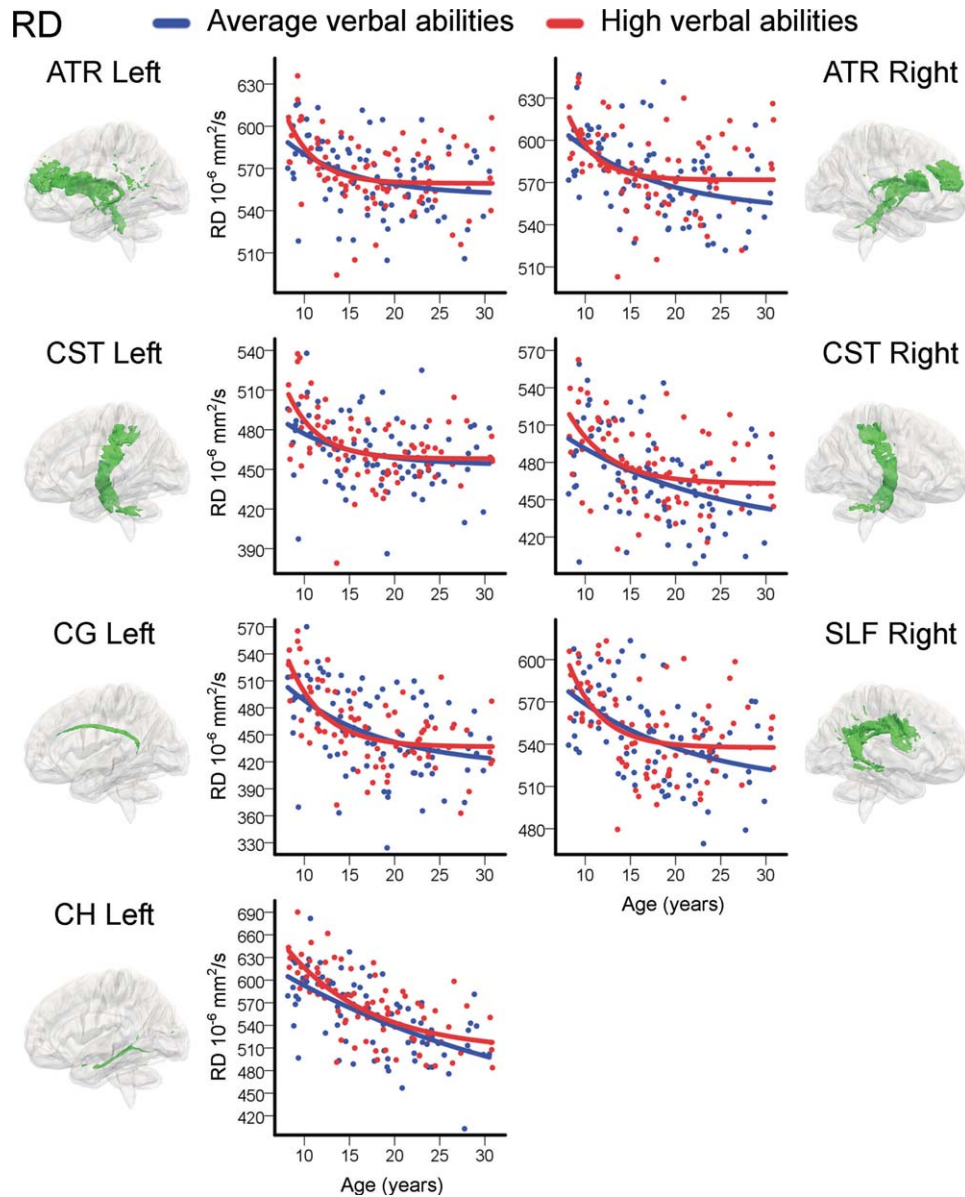 RD Average verbal abilities High verbal abilities
ATR Left
ATR Right
RD 10-6 mm2/s
630
600
570
540
510
10 15 20 25 30
630
600
570
540
510
10 15 20 25 30
CST Left
CST Right
RD 10-6 mm2/s
540
510
480
450
420
390
10 15 20 25 30
570
540
510
480
450
420
10 15 20 25 30
CG Left
SLF Right
RD 10-6 mm2/s
570
540
510
480
450
420
390
360
330
10 15 20 25 30
600
570
540
510
480
10 15 20 25 30
Age (years)
CH Left
RD 10-6 mm2/s
690
660
630
600
570
540
510
480
450
420
10 15 20 25 30
Age (years)